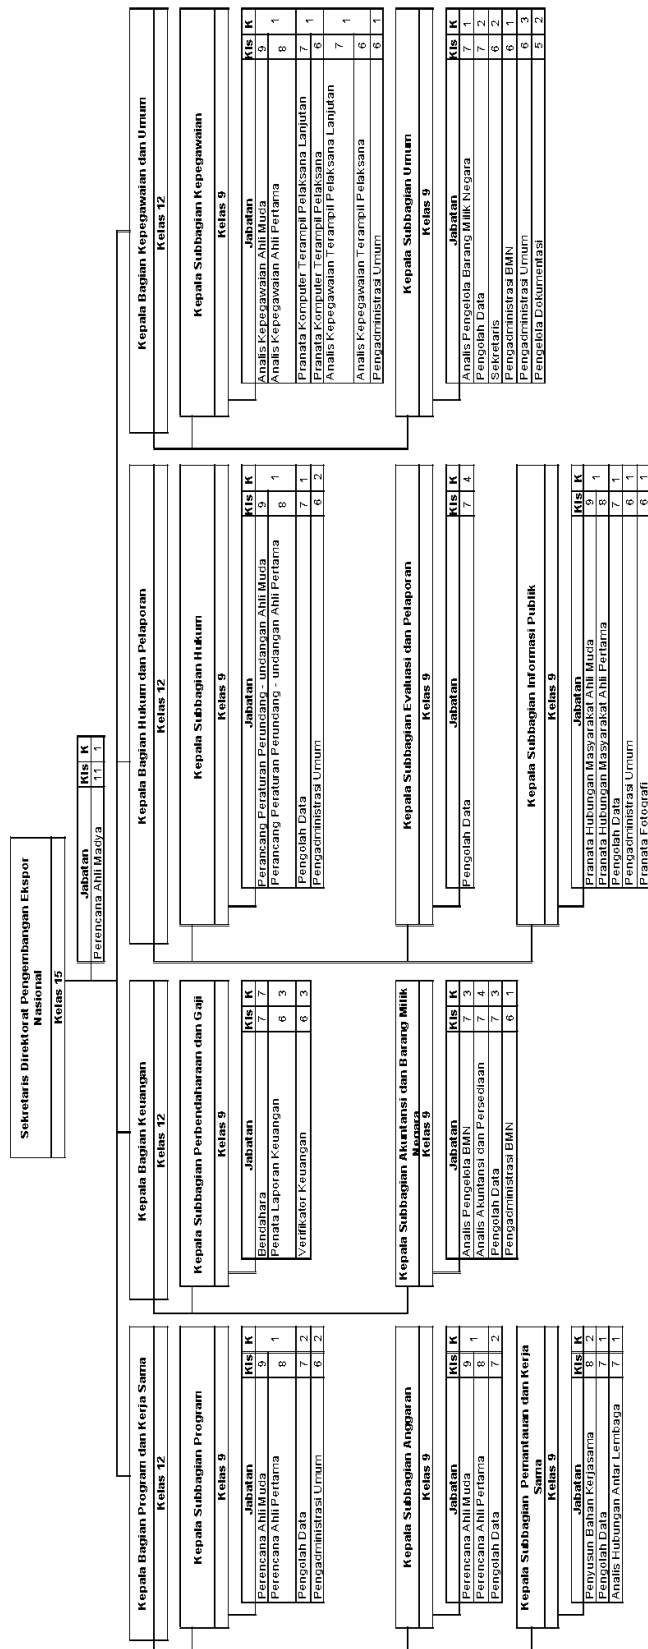 Sekretaris Direktorat Pengembangan Ekspor
Nasional
Kelas 15
Jabatan Kls K
Perencana Ahli Madya 11 1
Kepala Bagian Program dan Kerja Sama
Kelas 12
Kepala Subbagian Program
Kelas 9
Jabatan Kls K
Perencana Ahli Muda 9
Perencana Ahli Pertama 8 1
Pengolah Data 7 2
Pengadministrasi Umum 6 2
Kepala Subbagian Anggaran
Kelas 9
Jabatan Kls K
Perencana Ahli Muda 9 1
Perencana Ahli Pertama 8
Pengolah Data 7 2
Kepala Subbagian Pemantauan dan Kerja
Sama
Kelas 9
Jabatan Kls K
Penyusun Bahan Kerjasama 8 2
Pengolah Data 7 1
Analis Hubungan Antar Lembaga 7 1
Kepala Bagian Keuangan
Kelas 12
Kepala Subbagian Perbendaharaan dan Gaji
Kelas 9
Jabatan Kls K
Bendahara 7 7
Penata Laporan Keuangan 6 3
Verifikator Keuangan 6 3
Kepala Subbagian Akuntansi dan Barang Milik
Negara
Kelas 9
Jabatan Kls K
Analis Pengelola BMN 7 3
Analis Akuntansi dan Persediaan 7 4
Pengolah Data 7 3
Pengadministrasi BMN 6 1
Kepala Bagian Hukum dan Pelaporan
Kelas 12
Kepala Subbagian Hukum
Kelas 9
Jabatan Kls K
Perancang Peraturan Perundang - undangan Ahli Muda 9
Perancang Peraturan Perundang - undangan Ahli Pertama 8 1
Pengolah Data 7 1
Pengadministrasi Umum 6 2
Kepala Subbagian Evaluasi dan Pelaporan
Kelas 9
Jabatan Kls K
Pengolah Data 7 4
Kepala Subbagian Informasi Publik
Kelas 9
Jabatan Kls K
Pranata Hubungan Masyarakat Ahli Muda 9 1
Pranata Hubungan Masyarakat Ahli Pertama 8
Pengolah Data 7 1
Pengadministrasi Umum 6 1
Pranata Fotografi 6 1
Kepala Bagian Kepegawaian dan Umum
Kelas 12
Kepala Subbagian Kepegawaian
Kelas 9
Jabatan Kls K
Analis Kepegawaian Ahli Muda 9
Analis Kepegawaian Ahli Pertama 8 1
Pranata Komputer Terampil Pelaksana Lanjutan 7 1
Pranata Komputer Terampil Pelaksana 6
Analis Kepegawaian Terampil Pelaksana Lanjutan 7 1
Analis Kepegawaian Terampil Pelaksana 6
Pengadministrasi Umum 6 1
Kepala Subbagian Umum
Kelas 9
Jabatan Kls K
Analis Pengelola Barang Milik Negara 7 1
Pengolah Data 7 2
Sekretaris 6 2
Pengadministrasi BMN 6 1
Pengadministrasi Umum 6 3
Pengelola Dokumentasi 5 2